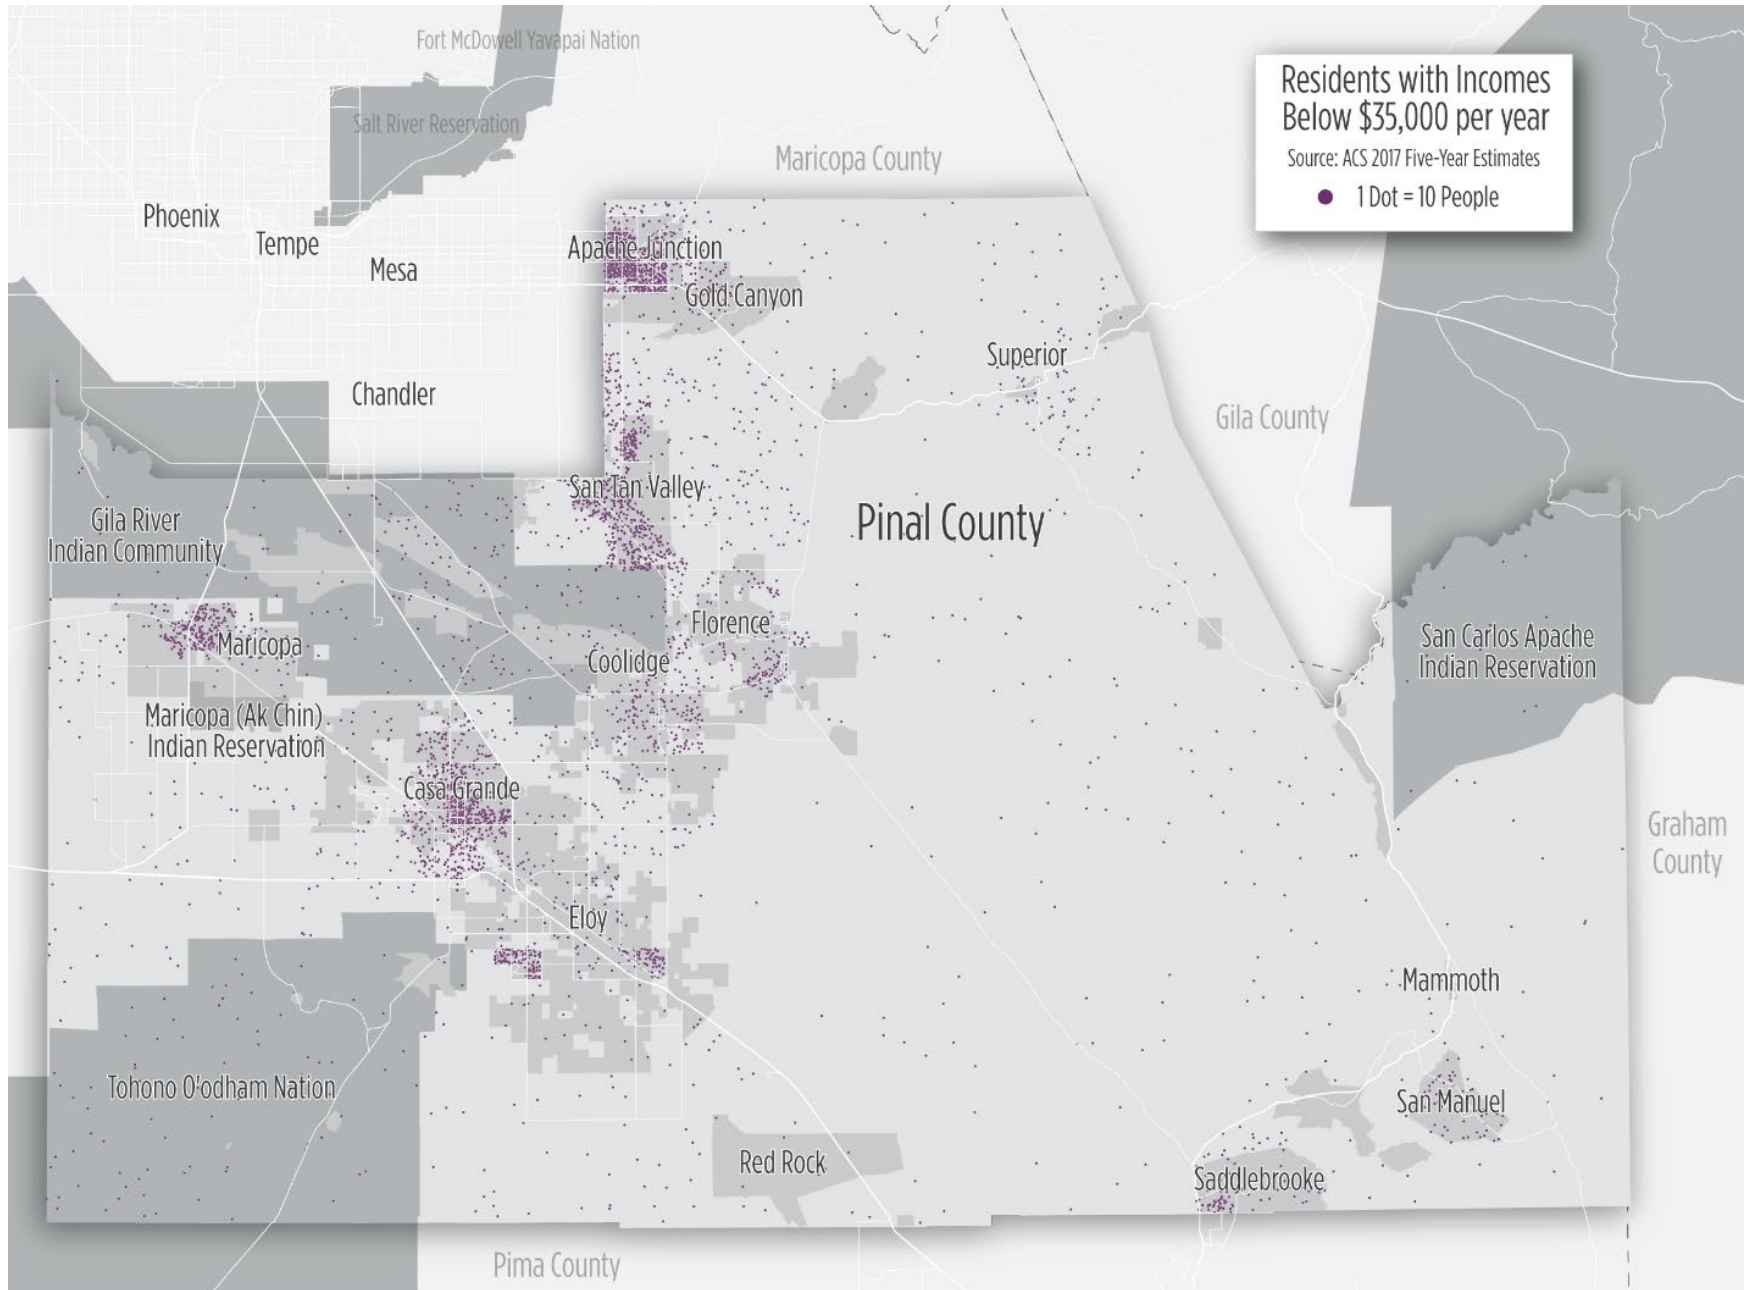 Fort McDowell Yavapai Nation
Salt River Reservation
Residents with Incomes
Below $35,000 per year
Source: ACS 2017 Five-Year Estimates
1 Dot = 10 People
Maricopa County
Phoenix
Tempe
Mesa
Apache Junction
Gold Canyon
Superior
Chandler
Gila County
San Tan Valley
Pinal County
Gila River
Indian Community
Florence
Maricopa
Coolidge
San Carlos Apache
Indian Reservation
Maricopa (Ak Chin)
Indian Reservation
Casa Grande
Graham
County
Eloy
Mammoth
Tohono O'odham Nation
San Manuel
Red Rock
Saddlebrooke
Pima County